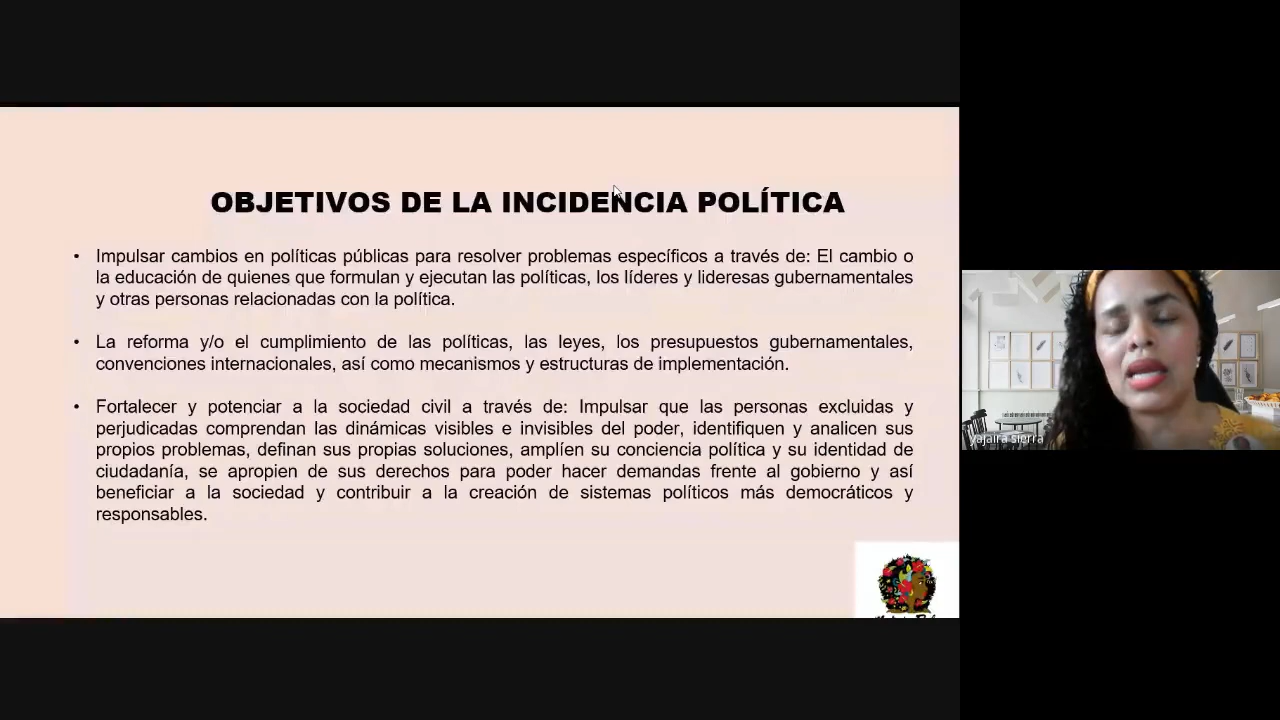 OBJETIVOS DE LA INCIDENCIA POLÍTICA
• Impulsar cambios en políticas públicas para resolver problemas específicos a través de: El cambio o
la educación de quienes que formulan y ejecutan las políticas, los líderes y lideresas gubernamentales
y otras personas relacionadas con la política.
• La reforma y/o el cumplimiento de las políticas, las leyes, los presupuestos gubernamentales,
convenciones internacionales, así como mecanismos y estructuras de implementación.
• Fortalecer y potenciar a la sociedad civil a través de: Impulsar que las personas excluidas y
perjudicadas comprendan las dinámicas visibles e invisibles del poder, identifiquen y analicen sus
propios problemas, definan sus propias soluciones, amplíen su conciencia política y su identidad de
ciudadanía, se apropien de sus derechos para poder hacer demandas frente al gobierno y así
beneficiar a la sociedad y contribuir a la creación de sistemas políticos más democráticos y
responsables.
yajaira sierra